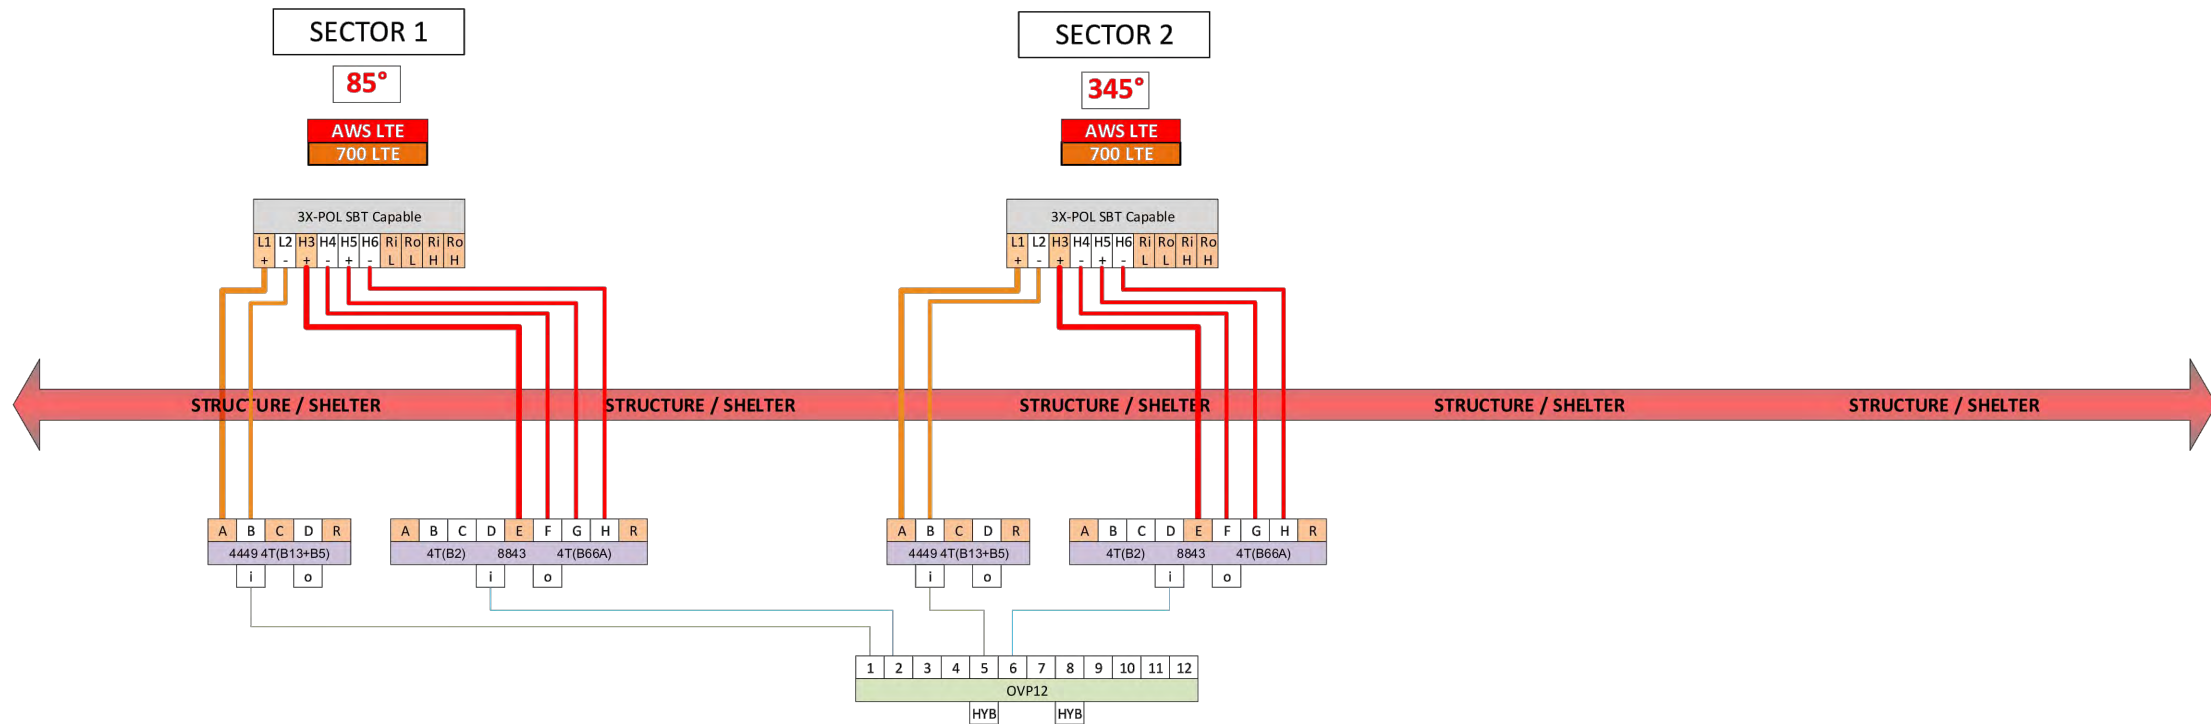 SECTOR 1 SECTOR 2
85° 345°
AWS LTE AWS LTE
700 LTE 700 LTE
3X-POL SBT Capable 3X-POL SBT Capable
L1 L2 H3 H4 H5 H6 Ri Ro Ri Ro L1 L2 H3 H4 H5 H6 Ri Ro Ri Ro
+ - + - + - L L H H + - + - + - L L H H
STRUCTURE / SHELTER STRUCTURE / SHELTER STRUCTURE / SHELTER STRUCTURE / SHELTER STRUCTURE / SHELTER
A B C D R A B C D E F G H R A B C D R A B C D E F G H R
4449 4T(B13+B5) 4T(B2) 8843 4T(B66A) 4449 4T(B13+B5) 4T(B2) 8843 4T(B66A)
i o i o i o i o
1 2 3 4 5 6 7 8 9 10 11 12
OVP12
HYB HYB